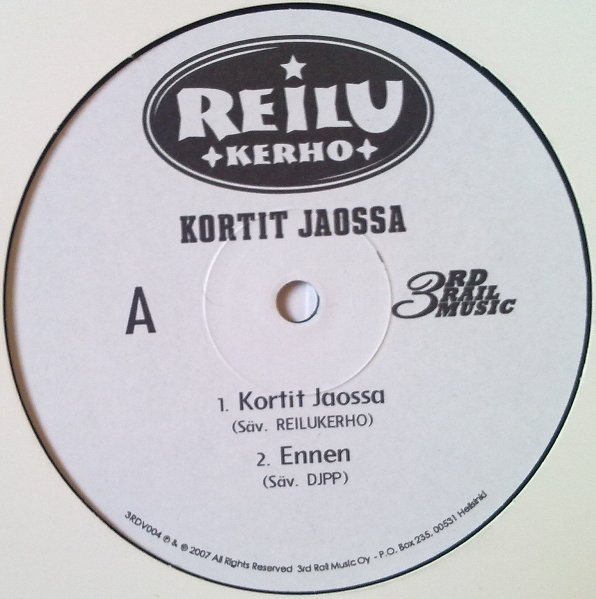 REILU
KERHO
KORTIT JAOSSA
A
3RD
RAIL
MUSIC
1. Kortit Jaossa
(Säv. REILUKERHO)
2. Ennen
(Säv. DJPP)
3RDV004 ℗ & © 2007 All Rights Reserved 3rd Rail Music Oy - P.O. Box 235, 00531 Helsinki